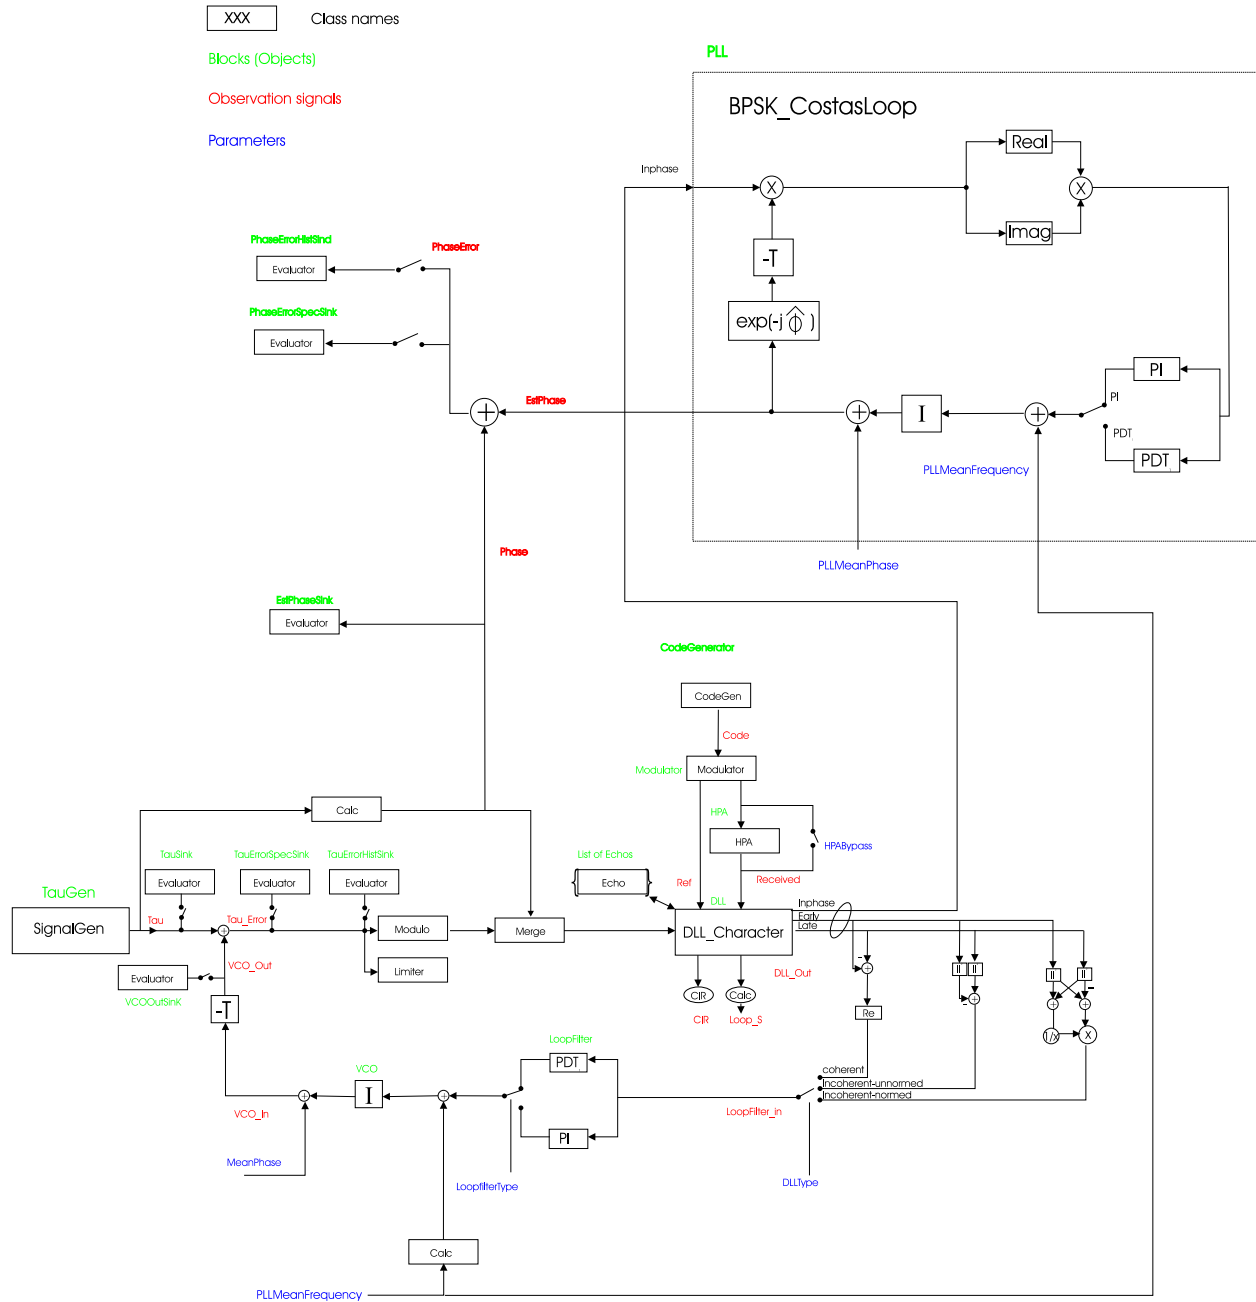 XXX Class names
Blocks (Objects)
Observation signals
Parameters
PLL
BPSK_CostasLoop
Real
Inphase
X
X
Imag
-T
exp(-j ϕ̂ )
PhaseErrorHistSind
PhaseError
Evaluator
PhaseErrorSpecSink
Evaluator
PI
PI
PDT
PDT
EstPhase
+
+
I
+
PLLMeanFrequency
PLLMeanPhase
Phase
EstPhaseSink
Evaluator
CodeGenerator
CodeGen
Code
Modulator
Modulator
HPA
HPA
HPABypass
Calc
TauSink
TauErrorSpecSink
TauErrorHistSink
List of Echos
Evaluator
Evaluator
Evaluator
{ Echo }
Ref
Received
TauGen
DLL
SignalGen
Tau
Tau_Error
+
Modulo
Merge
DLL_Character
Inphase
Early
Late
VCO_Out
Evaluator
Limiter
VCOOutSinK
DLL_Out
-
+
||
||
||
||
-
-T
CIR
Calc
-
+
+
+
CIR
Loop_S
Re
1/x
X
LoopFilter
VCO
PDT
coherent
Incoherent-unnormed
Incoherent-normed
I
+
+
VCO_In
LoopFilter_in
PI
MeanPhase
LoopfilterType
DLLType
Calc
PLLMeanFrequency